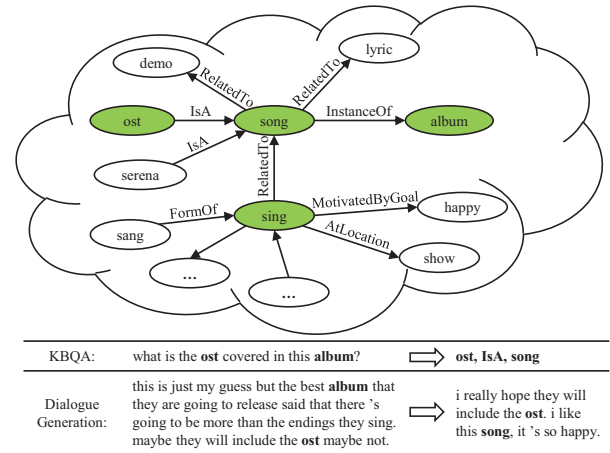 demo
lyric
RelatedTo
RelatedTo
ost
IsA
song
InstanceOf
album
IsA
serena
RelatedTo
FormOf
sing
MotivatedByGoal
happy
sang
AtLocation
show
...
...
KBQA:
what is the ost covered in this album?
ost, IsA, song
Dialogue
Generation:
this is just my guess but the best album that
they are going to release said that there 's
going to be more than the endings they sing.
maybe they will include the ost maybe not.
i really hope they will
include the ost. i like
this song, it 's so happy.